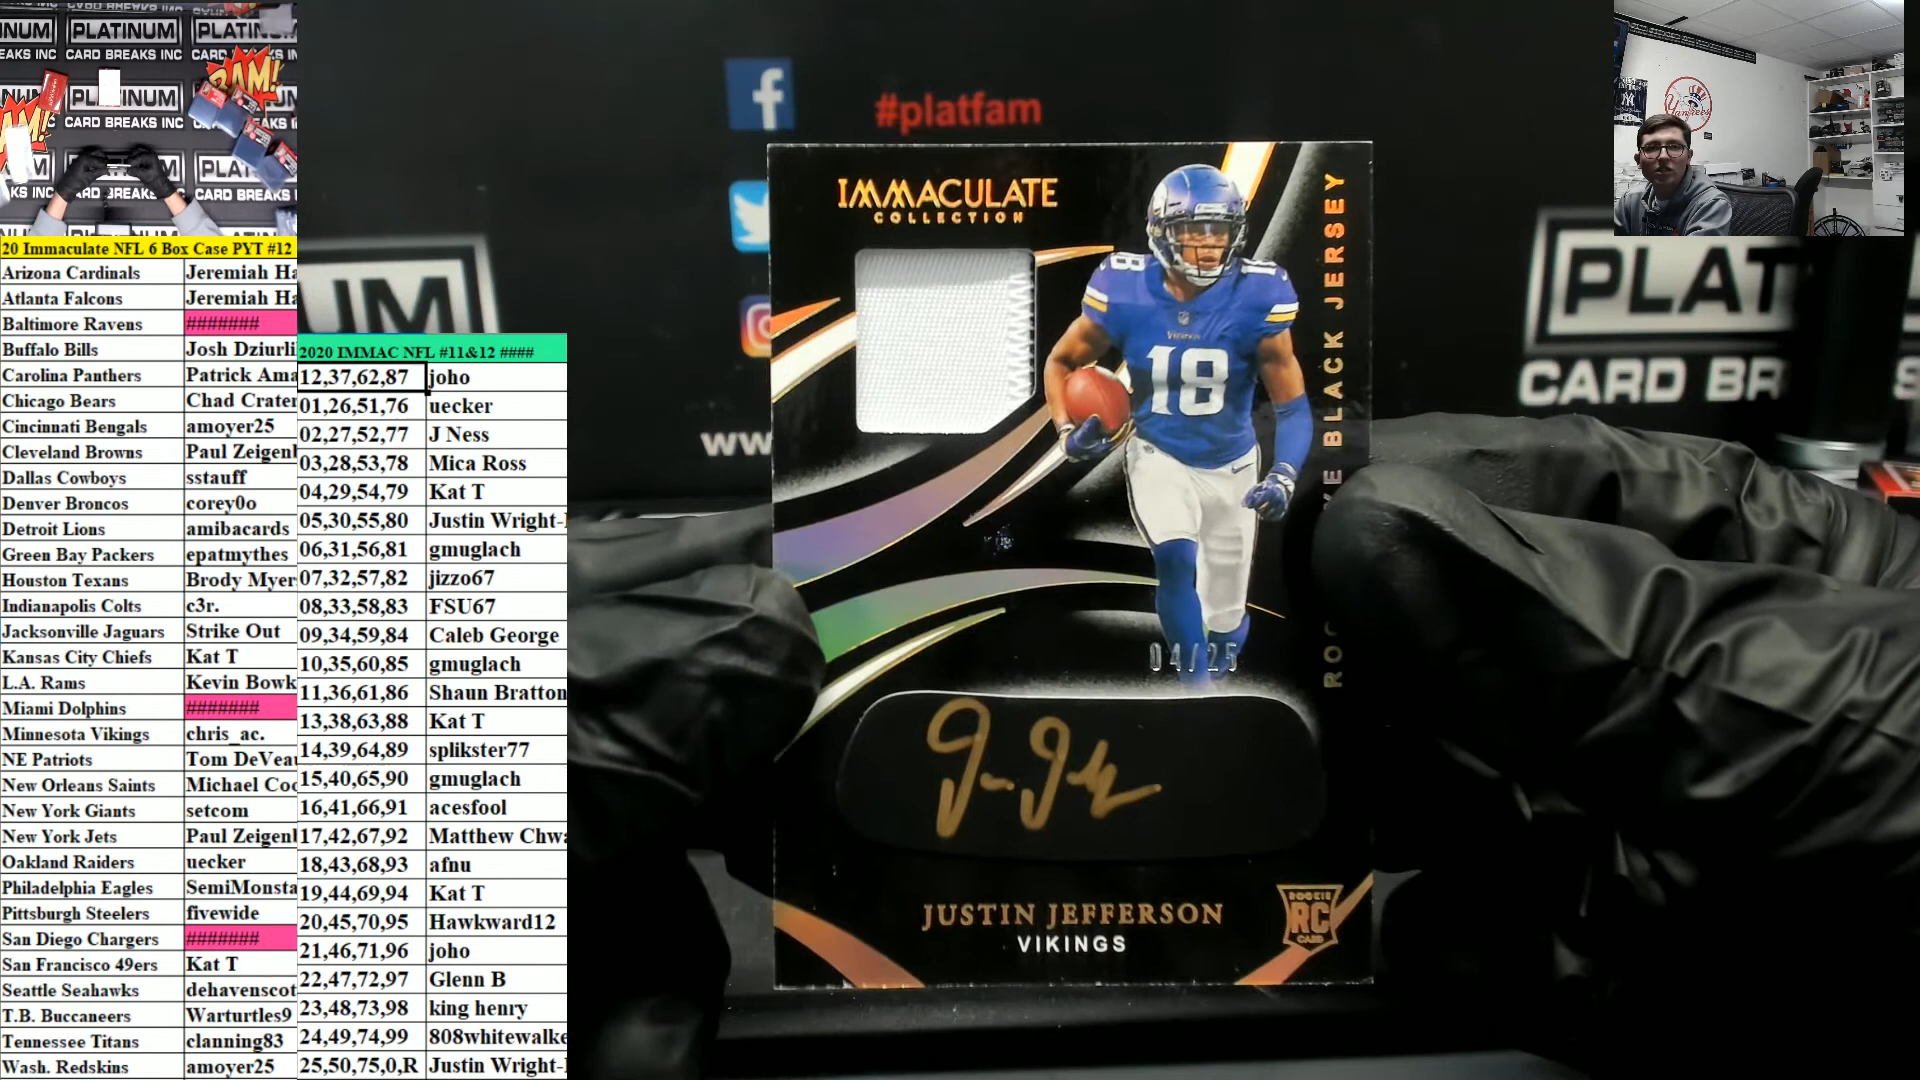 PLATINUM
CARD BREAKS INC
BAM!
20 Immaculate NFL 6 Box Case PYT #12
Arizona Cardinals Jeremiah Ha
Atlanta Falcons Jeremiah Ha
Baltimore Ravens #######
Buffalo Bills Josh Dziurli
Carolina Panthers Patrick Ama
Chicago Bears Chad Crater
Cincinnati Bengals amoyer25
Cleveland Browns Paul Zeigenl
Dallas Cowboys sstauff
Denver Broncos corey0o
Detroit Lions amibacards
Green Bay Packers epatmythes
Houston Texans Brody Myer
Indianapolis Colts c3r.
Jacksonville Jaguars Strike Out
Kansas City Chiefs Kat T
L.A. Rams Kevin Bowk
Miami Dolphins #######
Minnesota Vikings chris_ac.
NE Patriots Tom DeVeau
New Orleans Saints Michael Coo
New York Giants setcom
New York Jets Paul Zeigenl
Oakland Raiders uecker
Philadelphia Eagles SemiMonsta
Pittsburgh Steelers fivewide
San Diego Chargers #######
San Francisco 49ers Kat T
Seattle Seahawks dehavenscot
T.B. Buccaneers Warturtles9
Tennessee Titans clanning83
Wash. Redskins amoyer25
2020 IMMAC NFL #11&12 ####
12,37,62,87 joho
01,26,51,76 uecker
02,27,52,77 J Ness
03,28,53,78 Mica Ross
04,29,54,79 Kat T
05,30,55,80 Justin Wright-
06,31,56,81 gmuglach
07,32,57,82 jizzo67
08,33,58,83 FSU67
09,34,59,84 Caleb George
10,35,60,85 gmuglach
11,36,61,86 Shaun Bratton
13,38,63,88 Kat T
14,39,64,89 splikster77
15,40,65,90 gmuglach
16,41,66,91 acesfool
17,42,67,92 Matthew Chwa
18,43,68,93 afnu
19,44,69,94 Kat T
20,45,70,95 Hawkward12
21,46,71,96 joho
22,47,72,97 Glenn B
23,48,73,98 king henry
24,49,74,99 808whitewalke
25,50,75,0,R Justin Wright-
#platfam
UM
ww
IMMACULATE
COLLECTION
18
18
VIKINGS
18
BLACK JERSEY
04/25
JUSTIN JEFFERSON
VIKINGS
ROOKIE
RC
CARD
PLAT
CARD BR
Yankees